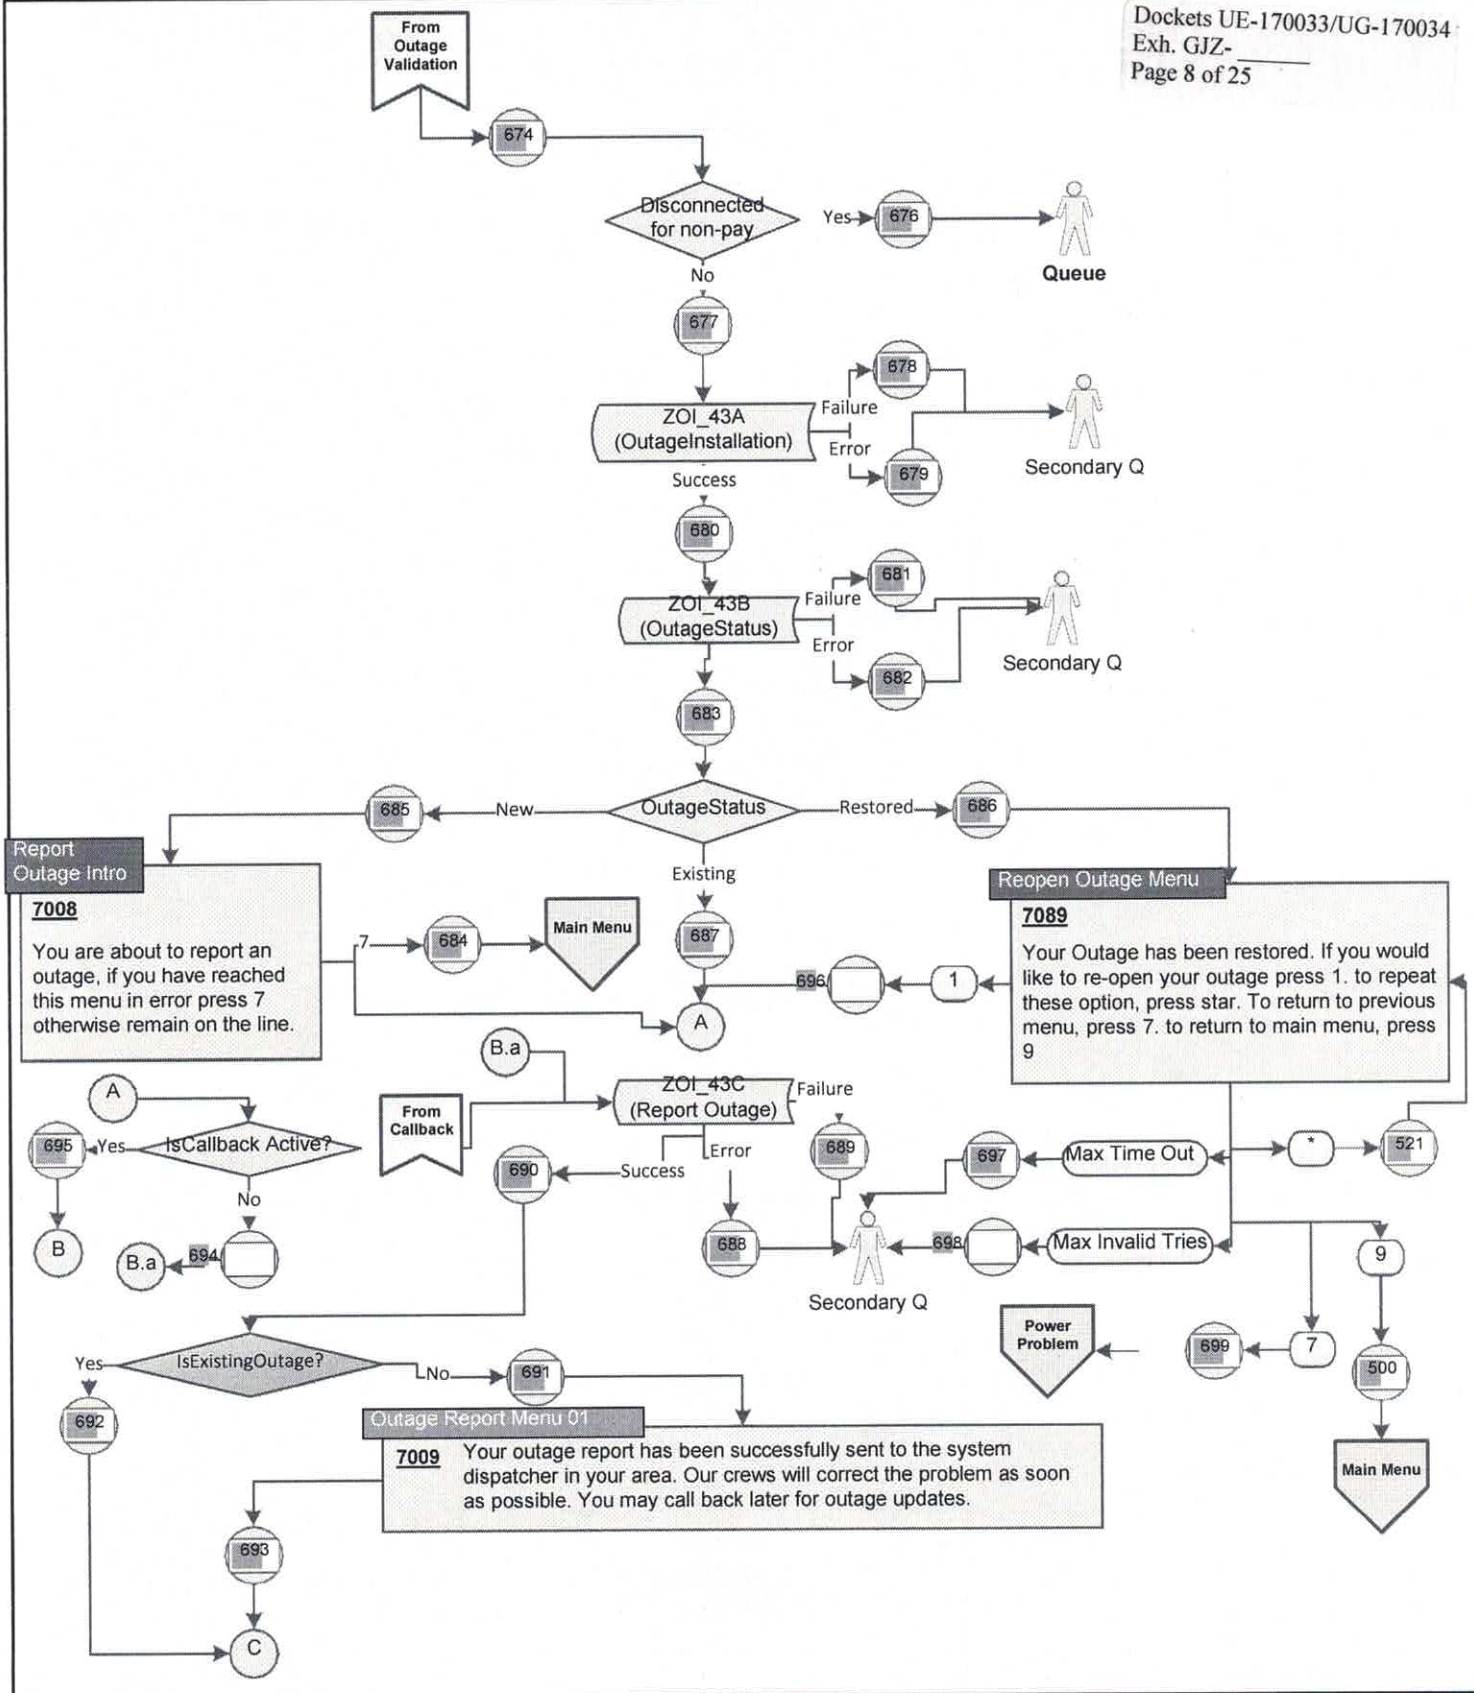 Dockets UE-170033/UG-170034
Exh. GJZ-
Page 8 of 25
From
Outage
Validation
674
Disconnected
for non-pay
Yes
676
Queue
No
677
ZOI_43A
(OutageInstallation)
Failure
678
Error
679
Secondary Q
Success
680
ZOI_43B
(OutageStatus)
Failure
681
Error
682
Secondary Q
683
OutageStatus
New
685
Restored
686
Existing
687
Report
Outage Intro
7008
You are about to report an
outage, if you have reached
this menu in error press 7
otherwise remain on the line.
7
684
Main Menu
A
696
1
Reopen Outage Menu
7089
Your Outage has been restored. If you would
like to re-open your outage press 1. to repeat
these option, press star. To return to previous
menu, press 7. to return to main menu, press
9
A
IsCallback Active?
Yes
695
B
No
694
B.a
B.a
From
Callback
ZOI_43C
(Report Outage)
Failure
689
Error
688
Success
690
Secondary Q
697
Max Time Out
698
Max Invalid Tries
*
521
9
500
Main Menu
7
699
Power
Problem
IsExistingOutage?
Yes
692
No
691
Outage Report Menu 01
7009
Your outage report has been successfully sent to the system
dispatcher in your area. Our crews will correct the problem as soon
as possible. You may call back later for outage updates.
693
C